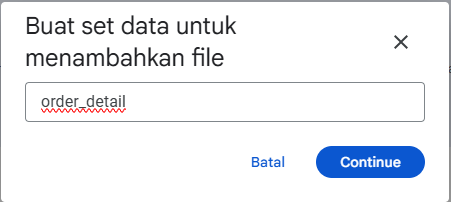 Buat set data untuk
menambahkan file
order_detail
Batal
Continue